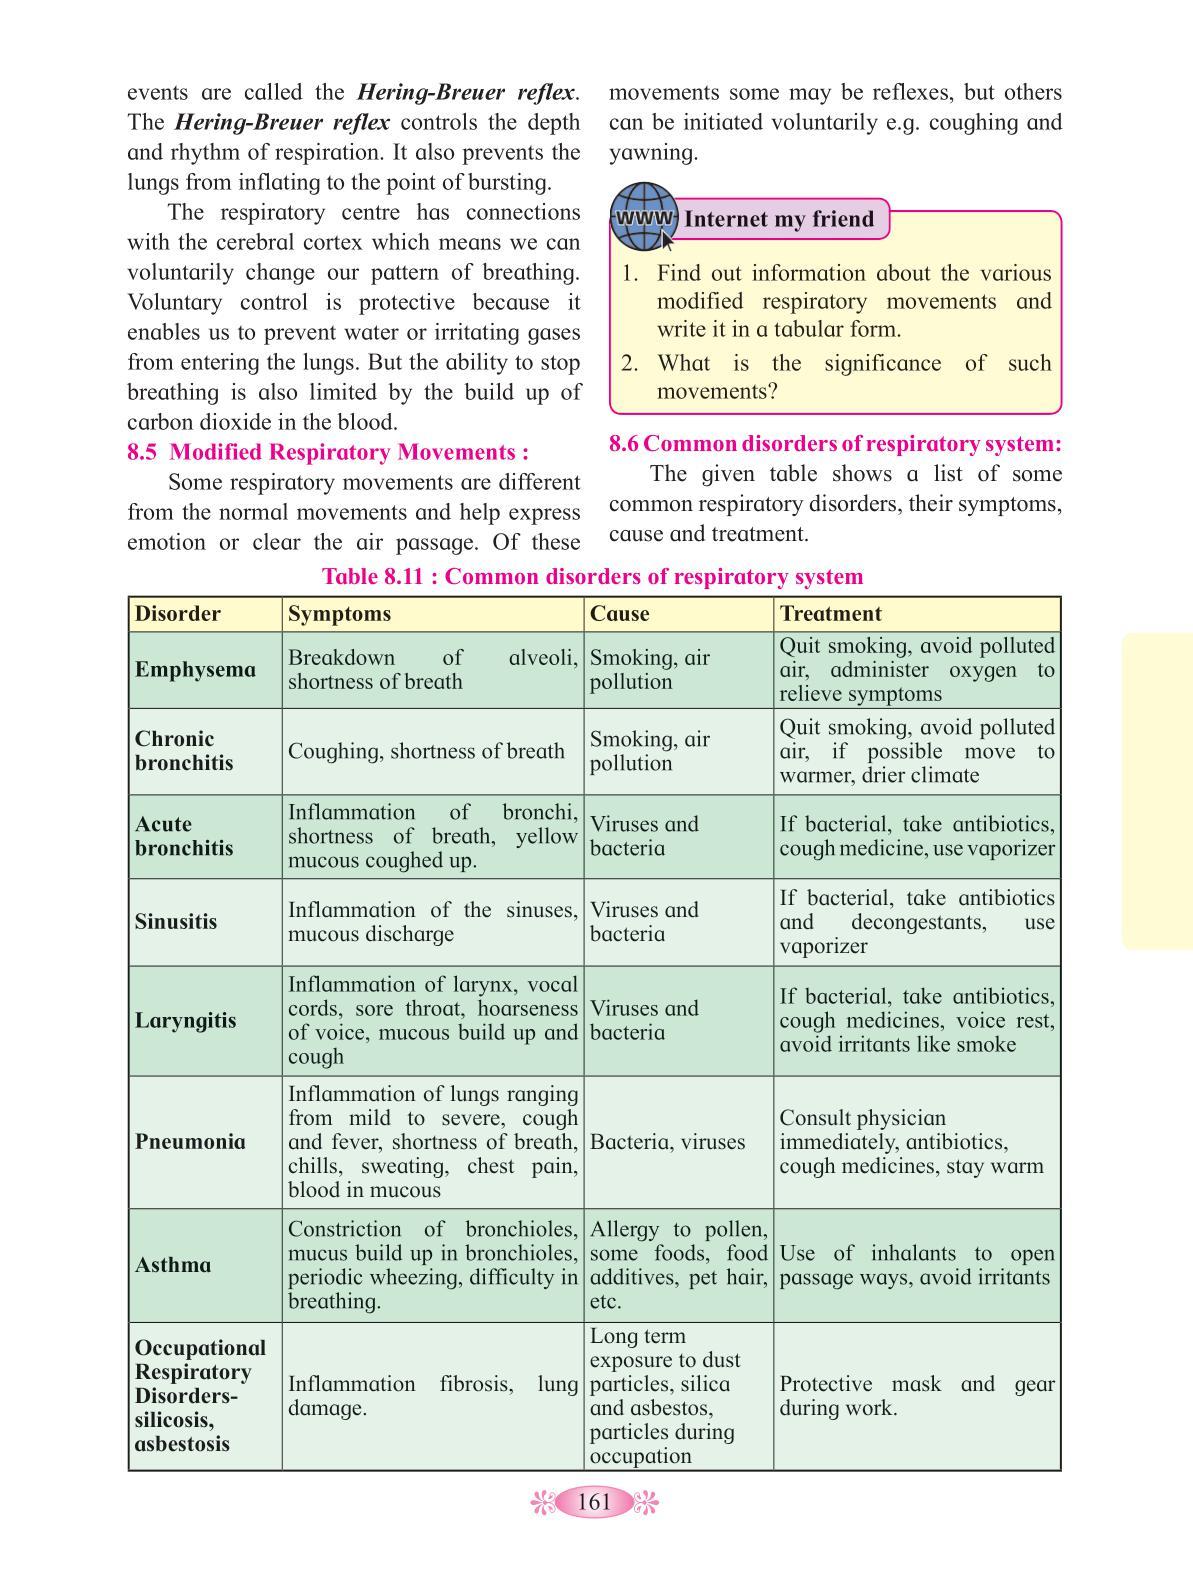 events are called the Hering-Breuer reflex.
The Hering-Breuer reflex controls the depth
and rhythm of respiration. It also prevents the
lungs from inflating to the point of bursting.
The respiratory centre has connections
with the cerebral cortex which means we can
voluntarily change our pattern of breathing.
Voluntary control is protective because it
enables us to prevent water or irritating gases
from entering the lungs. But the ability to stop
breathing is also limited by the build up of
carbon dioxide in the blood.
8.5 Modified Respiratory Movements :
Some respiratory movements are different
from the normal movements and help express
emotion or clear the air passage. Of these
movements some may be reflexes, but others
can be initiated voluntarily e.g. coughing and
yawning.
WWW Internet my friend
1. Find out information about the various
modified respiratory movements and
write it in a tabular form.
2. What is the significance of such
movements?
8.6 Common disorders of respiratory system:
The given table shows a list of some
common respiratory disorders, their symptoms,
cause and treatment.
Table 8.11 : Common disorders of respiratory system
Disorder Symptoms Cause Treatment
Emphysema
Breakdown of alveoli,
shortness of breath
Smoking, air
pollution
Quit smoking, avoid polluted
air, administer oxygen to
relieve symptoms
Chronic
bronchitis
Coughing, shortness of breath
Smoking, air
pollution
Quit smoking, avoid polluted
air, if possible move to
warmer, drier climate
Acute
bronchitis
Inflammation of bronchi,
shortness of breath, yellow
mucous coughed up.
Viruses and
bacteria
If bacterial, take antibiotics,
cough medicine, use vaporizer
Sinusitis
Inflammation of the sinuses,
mucous discharge
Viruses and
bacteria
If bacterial, take antibiotics
and decongestants, use
vaporizer
Laryngitis
Inflammation of larynx, vocal
cords, sore throat, hoarseness
of voice, mucous build up and
cough
Viruses and
bacteria
If bacterial, take antibiotics,
cough medicines, voice rest,
avoid irritants like smoke
Pneumonia
Inflammation of lungs ranging
from mild to severe, cough
and fever, shortness of breath,
chills, sweating, chest pain,
blood in mucous
Bacteria, viruses
Consult physician
immediately, antibiotics,
cough medicines, stay warm
Asthma
Constriction of bronchioles,
mucus build up in bronchioles,
periodic wheezing, difficulty in
breathing.
Allergy to pollen,
some foods, food
additives, pet hair,
etc.
Use of inhalants to open
passage ways, avoid irritants
Occupational
Respiratory
Disorders-
silicosis,
asbestosis
Inflammation fibrosis, lung
damage.
Long term
exposure to dust
particles, silica
and asbestos,
particles during
occupation
Protective mask and gear
during work.
161